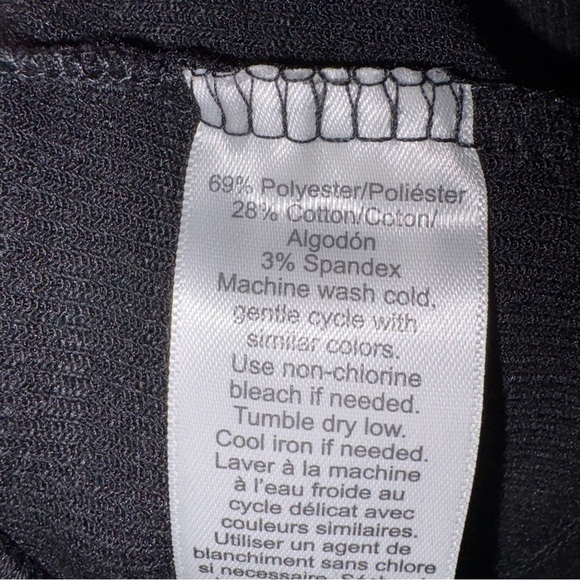 69% Polyester/Poliéster
28% Cotton/Coton/
Algodón
3% Spandex
Machine wash cold,
gentle cycle with
similar colors.
Use non-chlorine
bleach if needed.
Tumble dry low.
Cool iron if needed.
Laver à la machine
à l'eau froide au
cycle délicat avec
couleurs similaires.
Utiliser un agent de
blanchiment sans chlore
si necessaire.